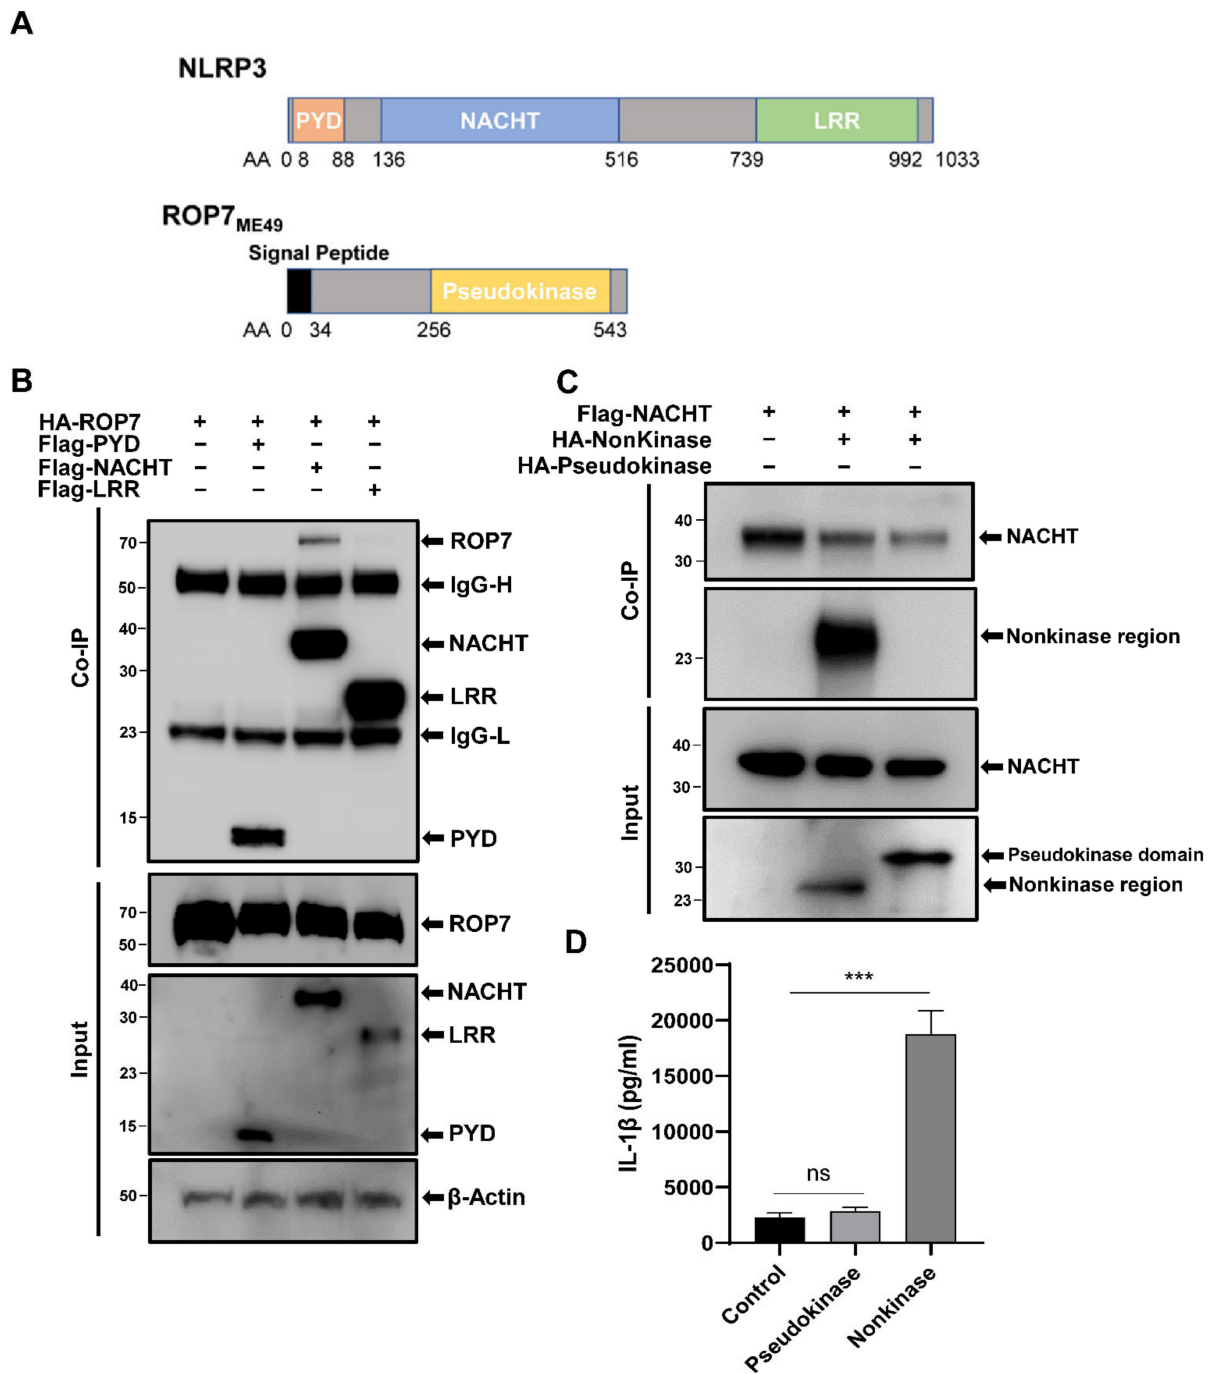 A
NLRP3
PYD NACHT LRR
AA 0 8 88 136 516 739 992 1033
ROP7ME49
Signal Peptide
Pseudokinase
AA 0 34 256 543
B
HA-ROP7 + + + +
Flag-PYD – + – –
Flag-NACHT – – + –
Flag-LRR – – – +
Co-IP
70 ROP7
50 IgG-H
40 NACHT
30
LRR
23 IgG-L
15 PYD
Input
70 ROP7
50
40 NACHT
30 LRR
23
15 PYD
50 β-Actin
C
Flag-NACHT + + +
HA-NonKinase – + +
HA-Pseudokinase – – –
Co-IP
40 NACHT
30
Nonkinase region
23
Input
40 NACHT
30
Pseudokinase domain
30
Nonkinase region
23
D
IL-1β (pg/ml)
25000
20000
15000
10000
5000
0
***
ns
Control
Pseudokinase
Nonkinase